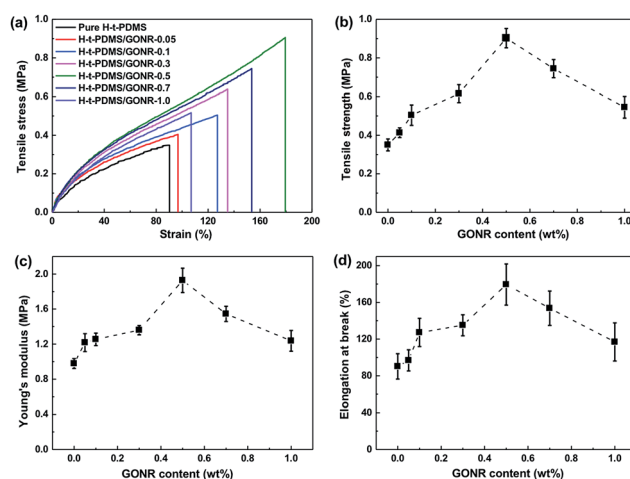 (a)
Pure H-t-PDMS
H-t-PDMS/GONR-0.05
H-t-PDMS/GONR-0.1
H-t-PDMS/GONR-0.3
H-t-PDMS/GONR-0.5
H-t-PDMS/GONR-0.7
H-t-PDMS/GONR-1.0
Tensile stress (MPa)
1.0
0.8
0.6
0.4
0.2
0.0
0 40 80 120 160 200
Strain (%)
(b)
Tensile strength (MPa)
1.0
0.8
0.6
0.4
0.2
0.0
0.0 0.2 0.4 0.6 0.8 1.0
GONR content (wt%)
(c)
Young's modulus (MPa)
2.0
1.6
1.2
0.8
0.4
0.0
0.0 0.2 0.4 0.6 0.8 1.0
GONR content (wt%)
(d)
Elongation at break (%)
200
160
120
80
40
0
0.0 0.2 0.4 0.6 0.8 1.0
GONR content (wt%)